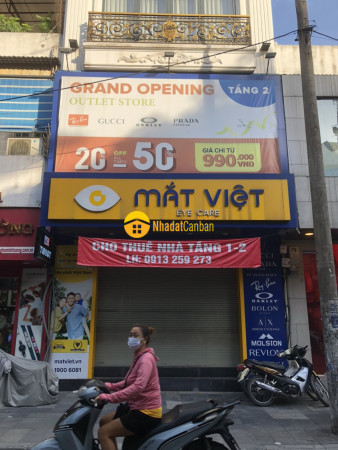 GRAND OPENING
TẦNG 2
OUTLET STORE
Ray-Ban
GUCCI
OAKLEY
PRADA
20% OFF
50
GIÁ CHỈ TỪ
990,000
VNĐ
MẮT VIỆT
EYE CARE
NhadatCanban
CHO THUÊ NHÀ TẦNG 1-2
LH: 0913 259 273
Ray-Ban
OAKLEY
BOLON
A|X
MOLSION
REVLON
matviet.vn
1900 6081